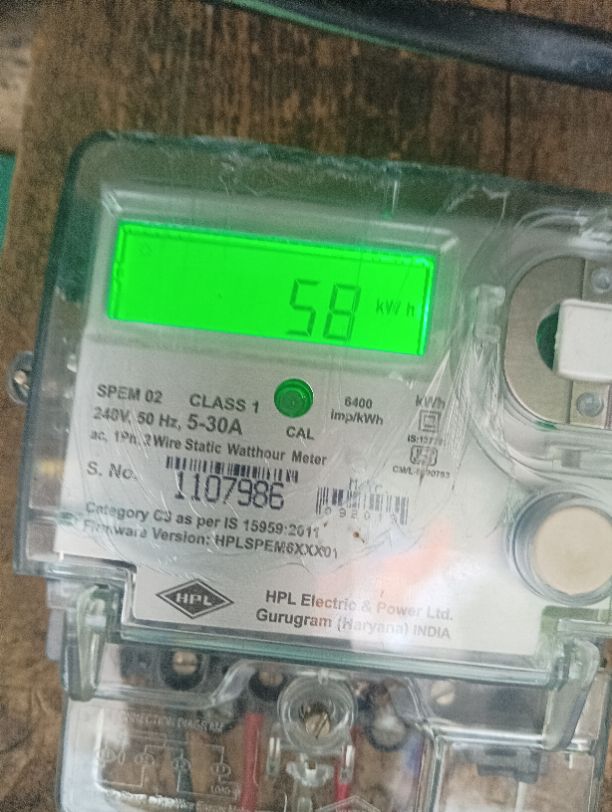 58 kWh
SPEM 02 CLASS 1
6400 imp/kWh
kWh
240V, 50 Hz, 5-30A
CAL
ac, 1Ph, 2Wire Static Watthour Meter
S. No.
1107986
Category C3 as per IS 15959:2011
Firmware Version: HPLSPEM6XXX01
HPL
HPL Electric & Power Ltd.
Gurugram (Haryana) INDIA